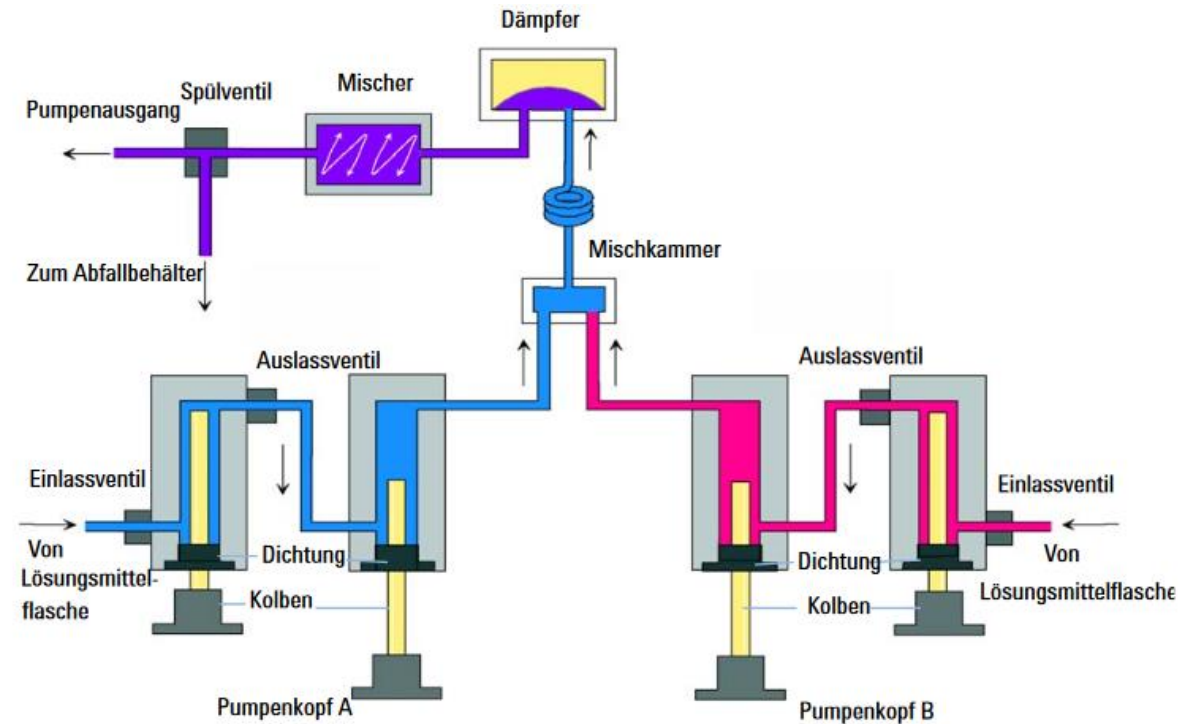 Dämpfer
Mischer
Spülventil
Pumpenausgang
Mischkammer
Zum Abfallbehälter
Auslassventil
Auslassventil
Einlassventil
Einlassventil
Von
Lösungsmittel-
flasche
Dichtung
Dichtung
Von
Lösungsmittelflasche
Kolben
Kolben
Pumpenkopf A
Pumpenkopf B